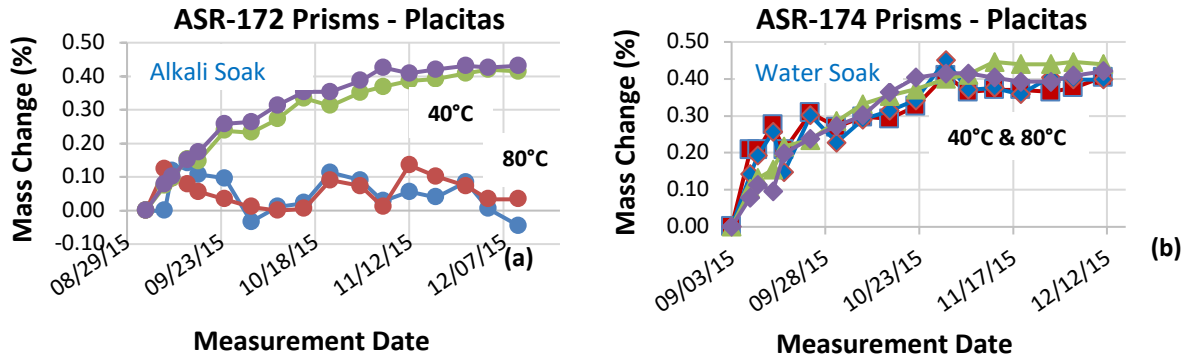 ASR-172 Prisms - Placitas
Mass Change (%)
0.50
0.40
0.30
0.20
0.10
0.00
-0.10
Alkali Soak
40°C
80°C
08/29/15
09/23/15
10/18/15
11/12/15
12/07/15
(a)
Measurement Date
ASR-174 Prisms - Placitas
Mass Change (%)
0.50
0.40
0.30
0.20
0.10
0.00
Water Soak
40°C & 80°C
09/03/15
09/28/15
10/23/15
11/17/15
12/12/15
(b)
Measurement Date